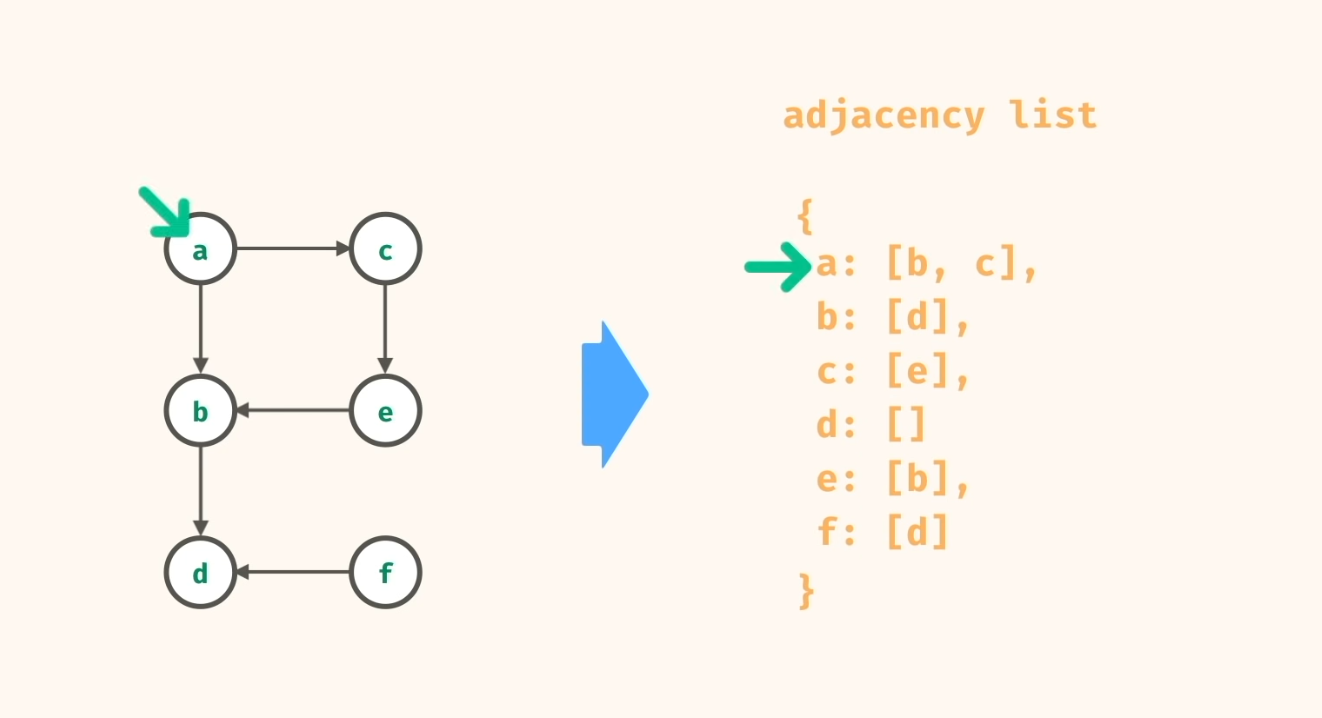 adjacency list
a c
b e
d f
{
a: [b, c],
b: [d],
c: [e],
d: []
e: [b],
f: [d]
}